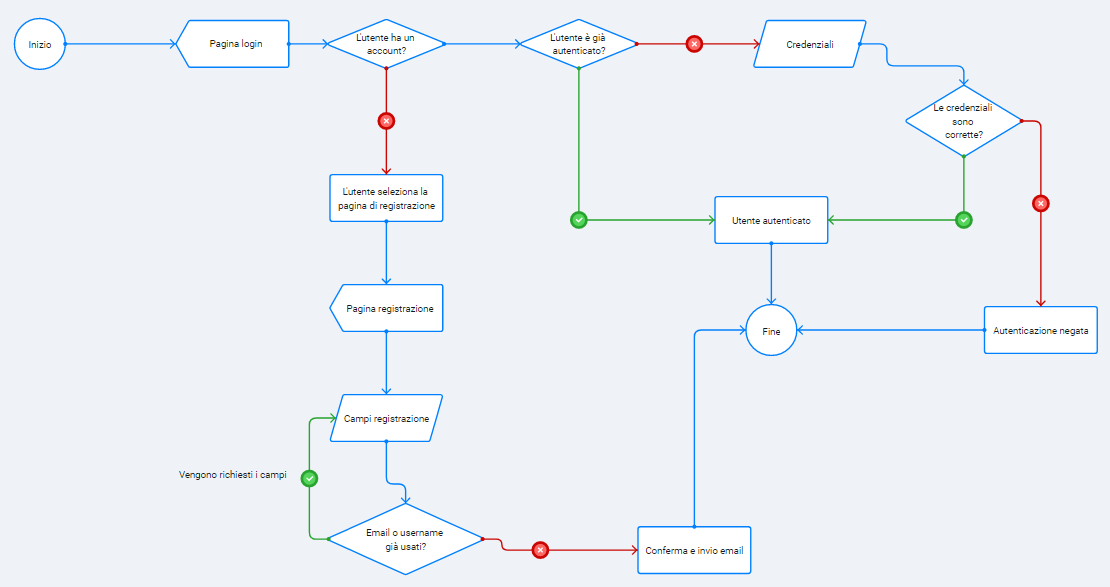 Inizio
Pagina login
L'utente ha un
account?
L'utente è già
autenticato?
Credenziali
Le credenziali
sono
corrette?
L'utente seleziona la
pagina di registrazione
Utente autenticato
Pagina registrazione
Fine
Autenticazione negata
Campi registrazione
Vengono richiesti i campi
Email o username
già usati?
Conferma e invio email